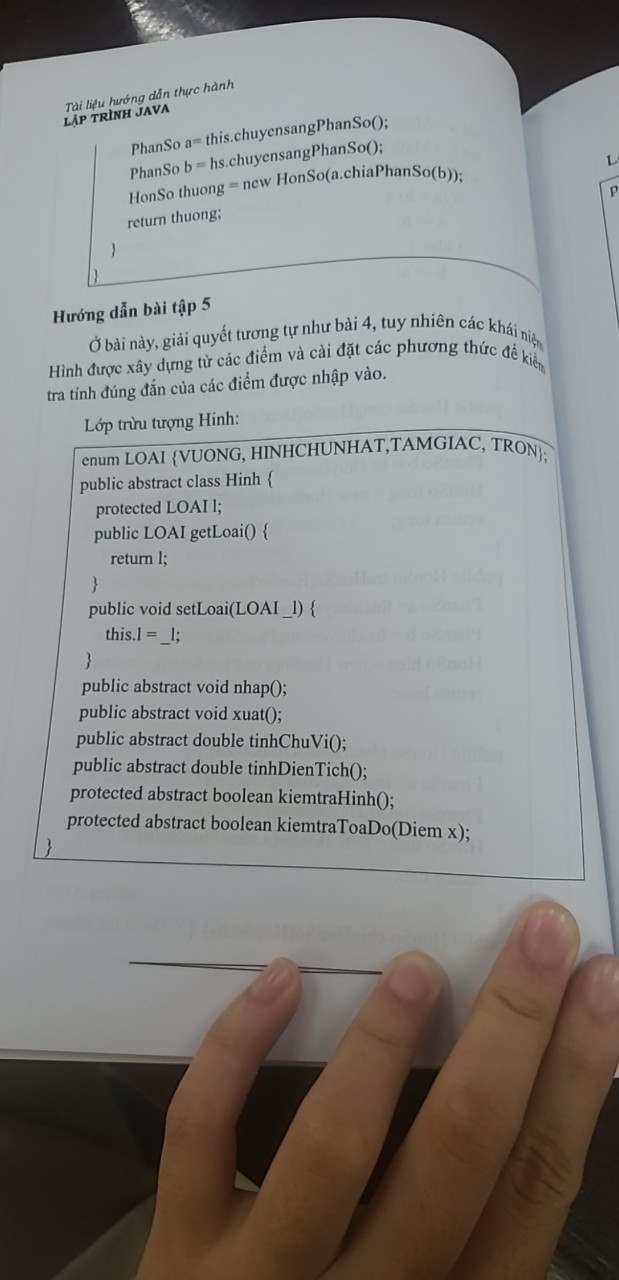 Tài liệu hướng dẫn thực hành
LẬP TRÌNH JAVA
PhanSo a= this.chuyensangPhanSo();
PhanSo b = hs.chuyensangPhanSo();
HonSo thuong = new HonSo(a.chiaPhanSo(b));
return thuong;
}
}
Hướng dẫn bài tập 5
Ở bài này, giải quyết tương tự như bài 4, tuy nhiên các khái niệm
Hình được xây dựng từ các điểm và cài đặt các phương thức để kiểm
tra tính đúng đắn của các điểm được nhập vào.
Lớp trừu tượng Hinh:
enum LOAI {VUONG, HINHCHUNHAT,TAMGIAC, TRON};
public abstract class Hinh {
protected LOAI l;
public LOAI getLoai() {
return l;
}
public void setLoai(LOAI _l) {
this.l = _l;
}
public abstract void nhap();
public abstract void xuat();
public abstract double tinhChuVi();
public abstract double tinhDienTich();
protected abstract boolean kiemtraHinh();
protected abstract boolean kiemtraToaDo(Diem x);
}